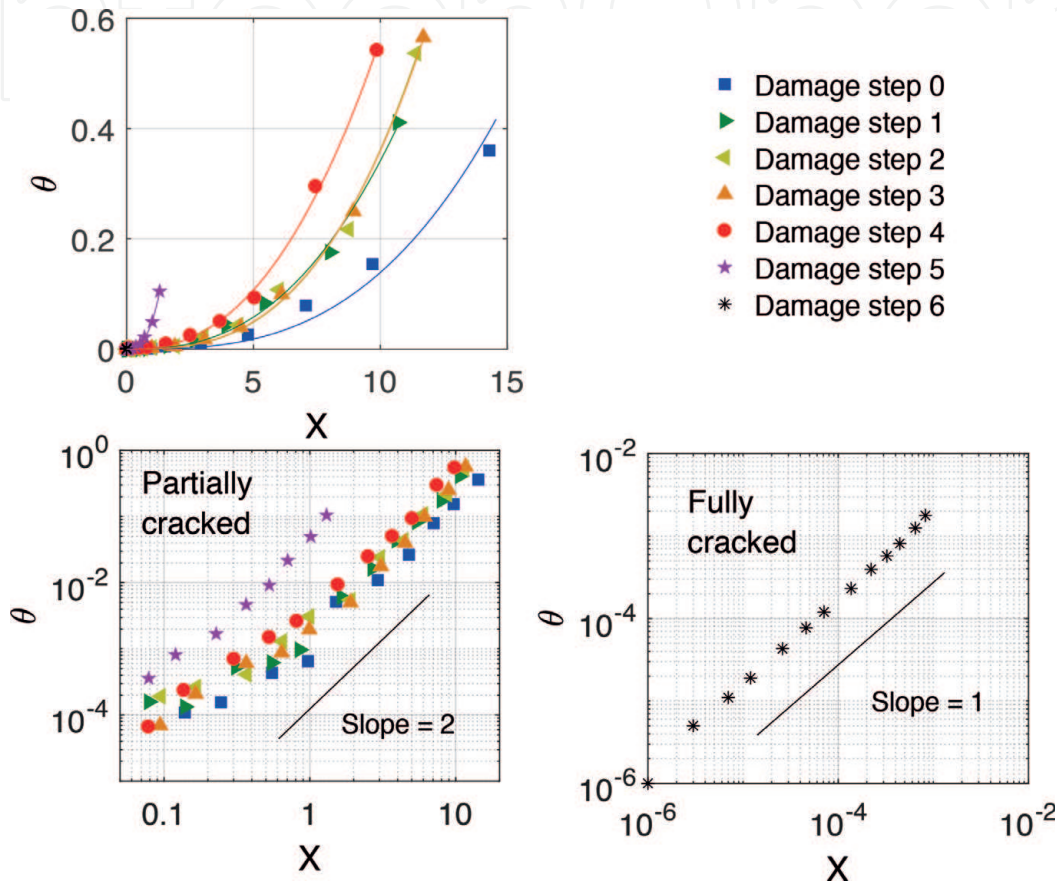 0.6
0.4
0.2
0
θ
0
5
10
15
X
Damage step 0
Damage step 1
Damage step 2
Damage step 3
Damage step 4
Damage step 5
Damage step 6
10^0
10^-2
10^-4
θ
Partially
cracked
Slope = 2
0.1
1
10
X
10^-2
10^-4
10^-6
θ
Fully
cracked
Slope = 1
10^-6
10^-4
10^-2
X